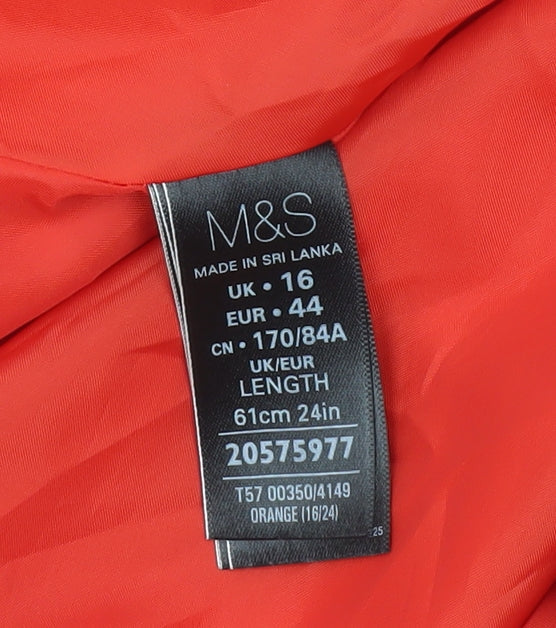 M&S
MADE IN SRI LANKA
UK • 16
EUR • 44
CN • 170/84A
UK/EUR
LENGTH
61cm 24in
20575977
T57 00350/4149
ORANGE (16/24)
25